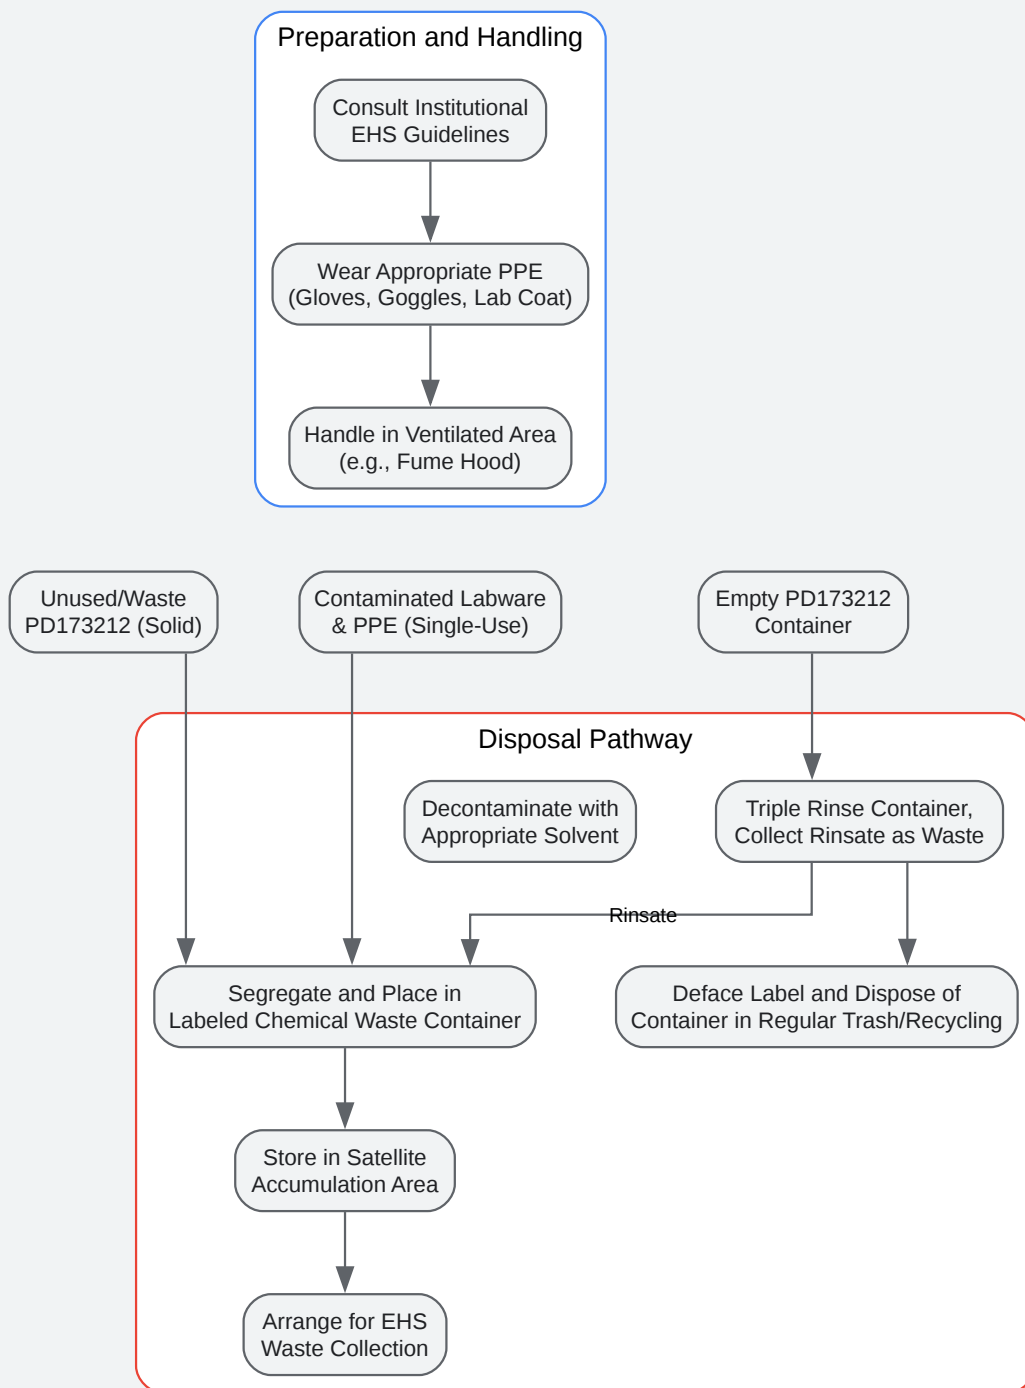 Preparation and Handling
Consult Institutional
EHS Guidelines
Wear Appropriate PPE
(Gloves, Goggles, Lab Coat)
Handle in Ventilated Area
(e.g., Fume Hood)
Unused/Waste
PD173212 (Solid)
Contaminated Labware
& PPE (Single-Use)
Empty PD173212
Container
Disposal Pathway
Decontaminate with
Appropriate Solvent
Triple Rinse Container,
Collect Rinsate as Waste
Rinsate
Segregate and Place in
Labeled Chemical Waste Container
Deface Label and Dispose of
Container in Regular Trash/Recycling
Store in Satellite
Accumulation Area
Arrange for EHS
Waste Collection